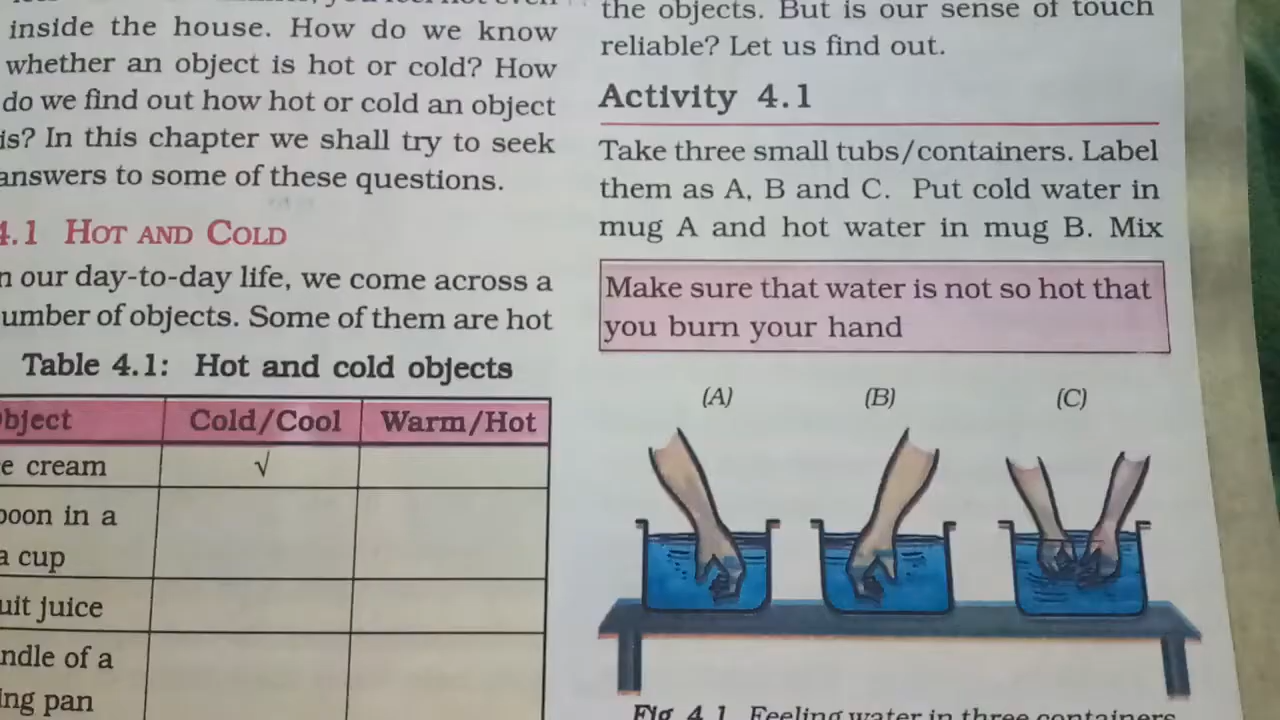 inside the house. How do we know
whether an object is hot or cold? How
do we find out how hot or cold an object
is? In this chapter we shall try to seek
answers to some of these questions.
4.1 HOT AND COLD
n our day-to-day life, we come across a
umber of objects. Some of them are hot
Table 4.1: Hot and cold objects
bject Cold/Cool Warm/Hot
e cream √
poon in a
a cup
uit juice
ndle of a
ing pan
the objects. But is our sense of touch
reliable? Let us find out.
Activity 4.1
Take three small tubs/containers. Label
them as A, B and C. Put cold water in
mug A and hot water in mug B. Mix
Make sure that water is not so hot that
you burn your hand
(A) (B) (C)
Fig 4.1 Feeling water in three containers